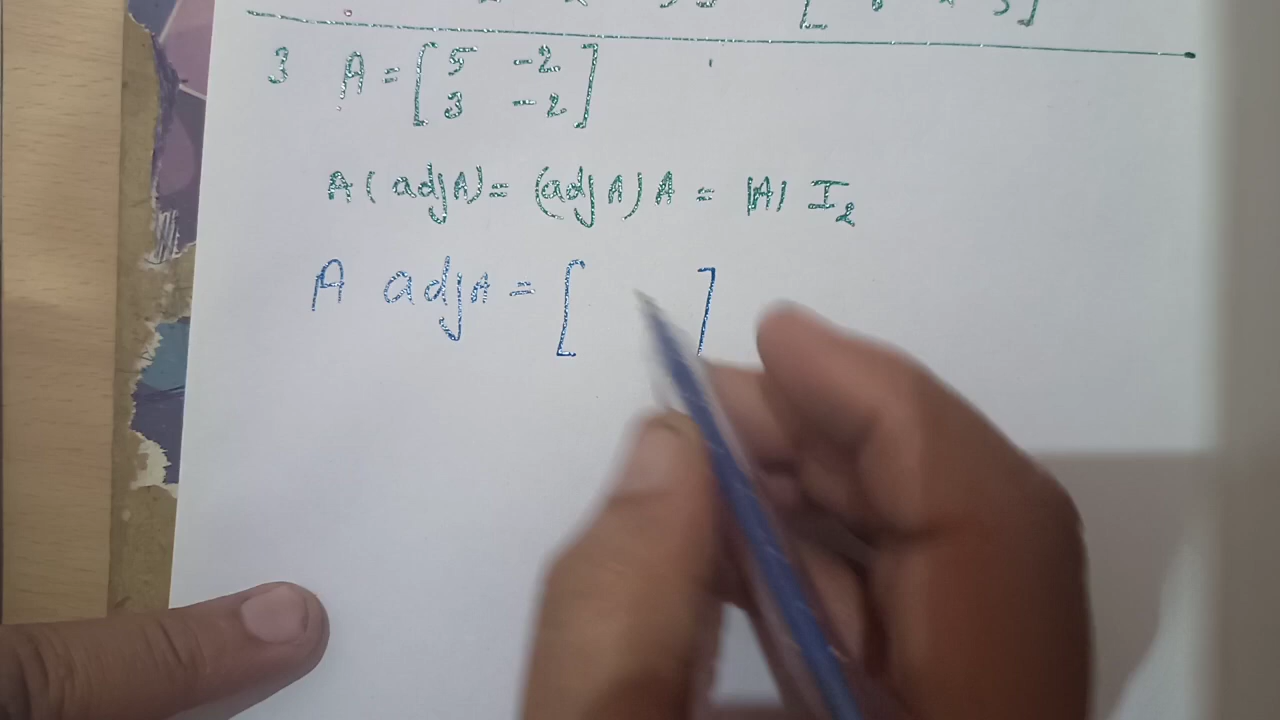 3 A = [ 5 -2
3 -2 ]
A (adj A) = (adj A) A = |A| I₂
A adj A = [ ]